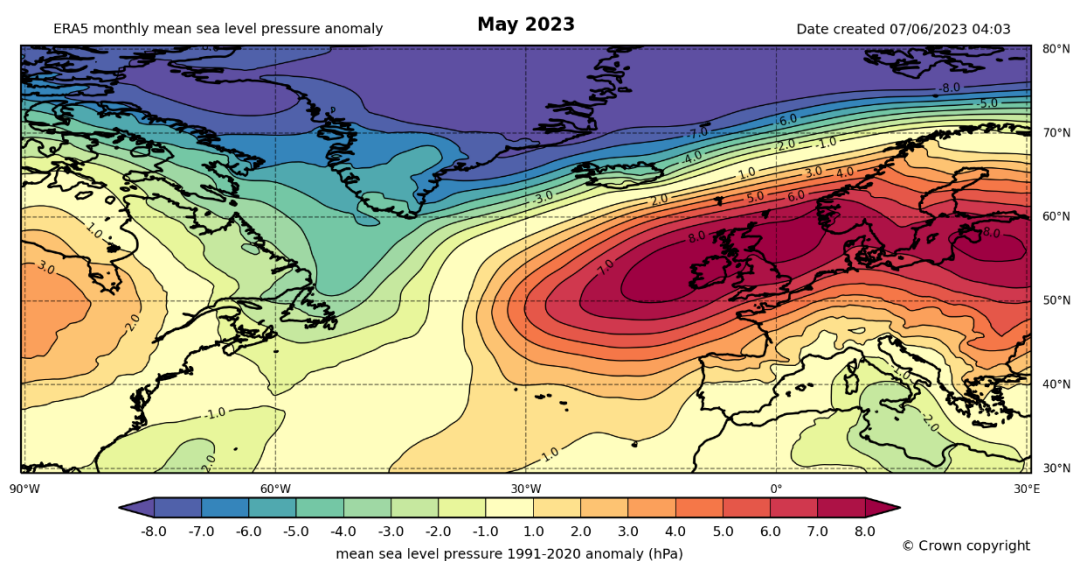 May 2023
ERA5 monthly mean sea level pressure anomaly
Date created 07/06/2023 04:03
80°N
-8.0
-5.0
-6.0
-7.0
70°N
-2.0
-1.0
-4.0
1.0
3.0
4.0
-3.0
2.0
5.0
6.0
60°N
1.0
8.0
8.0
3.0
7.0
50°N
2.0
-1.0
40°N
-1.0
-2.0
1.0
2.0
30°N
90°W
60°W
30°W
0°
30°E
-8.0 -7.0 -6.0 -5.0 -4.0 -3.0 -2.0 -1.0 1.0 2.0 3.0 4.0 5.0 6.0 7.0 8.0
mean sea level pressure 1991-2020 anomaly (hPa)
© Crown copyright